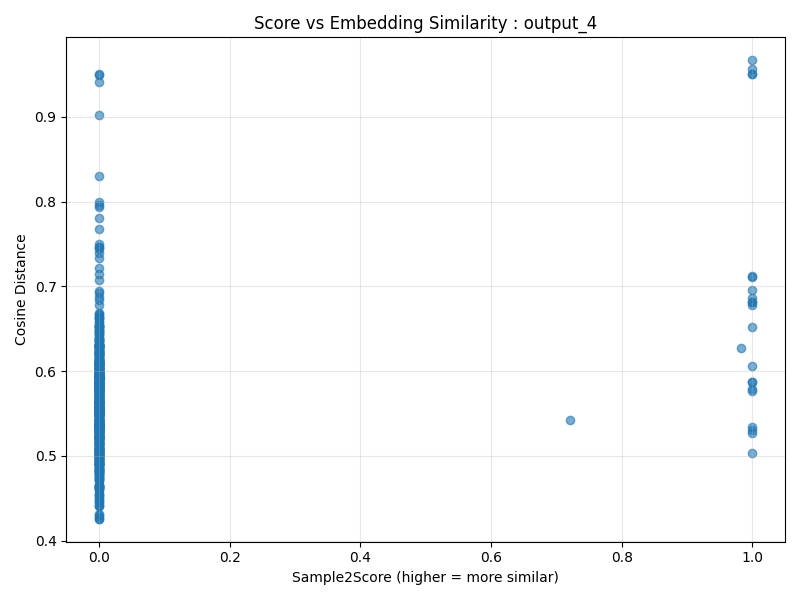 Score vs Embedding Similarity : output_4
Cosine Distance
0.9
0.8
0.7
0.6
0.5
0.4
0.0 0.2 0.4 0.6 0.8 1.0
Sample2Score (higher = more similar)